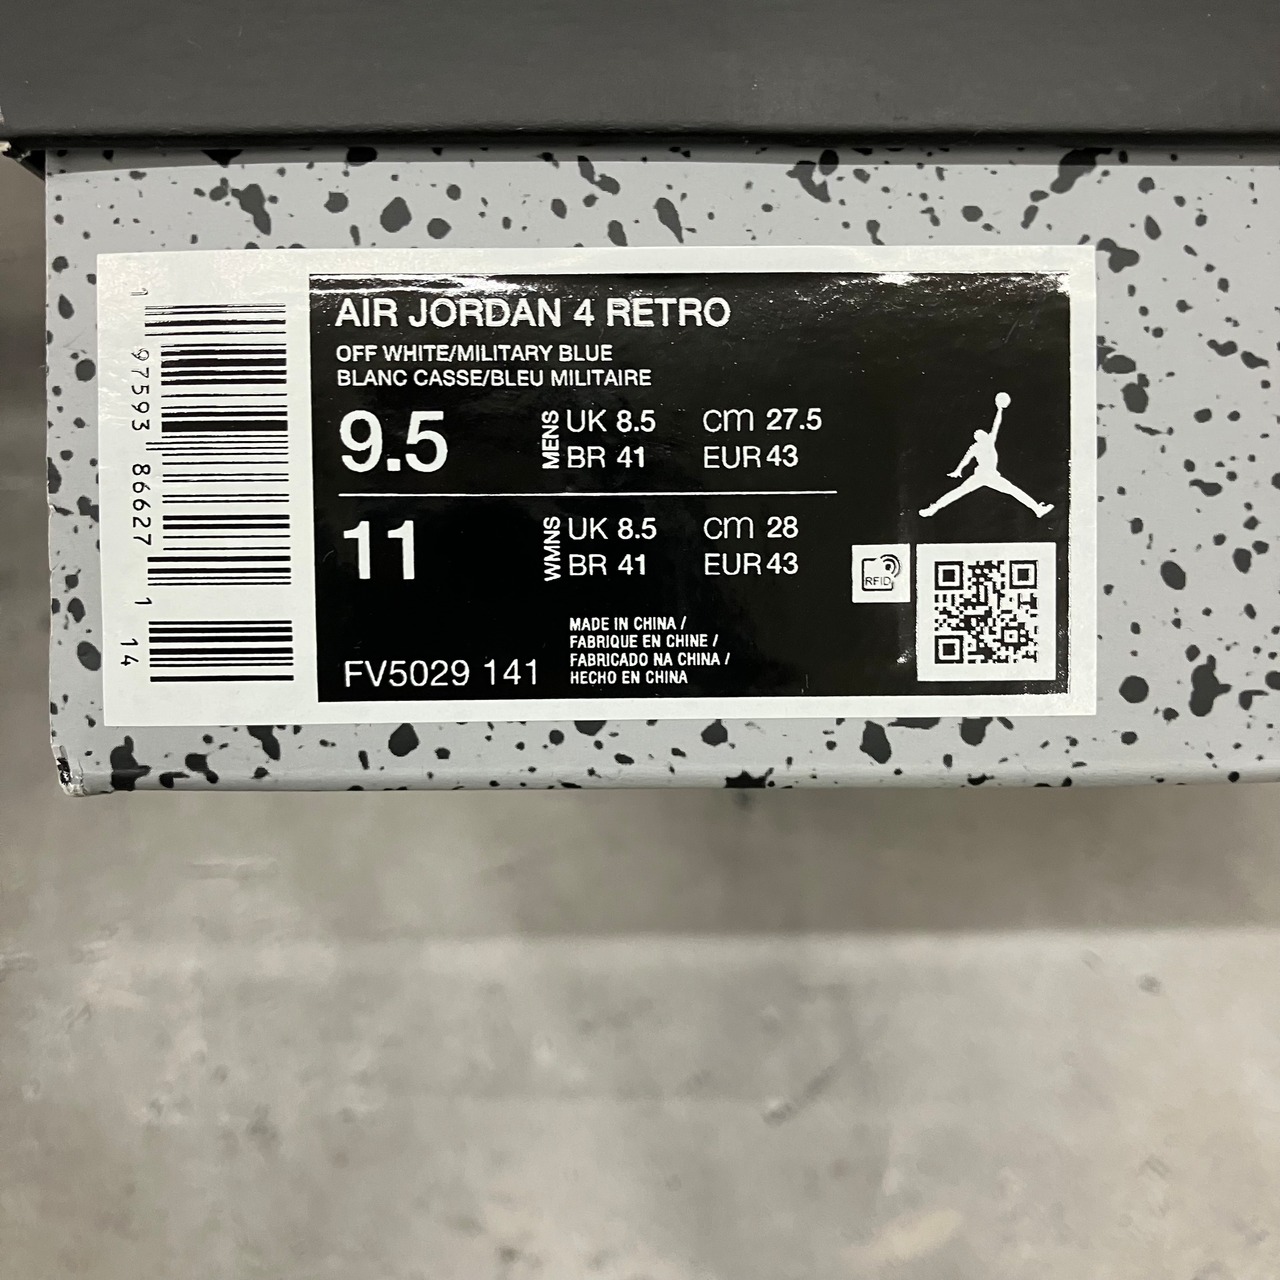 AIR JORDAN 4 RETRO
OFF WHITE/MILITARY BLUE
BLANC CASSE/BLEU MILITAIRE
9.5 MENS UK 8.5 CM 27.5
BR 41 EUR 43
11 WMNS UK 8.5 CM 28
BR 41 EUR 43
MADE IN CHINA /
FABRIQUE EN CHINE /
FABRICADO NA CHINA /
HECHO EN CHINA
FV5029 141
RFID
1 97593 86627 1 14